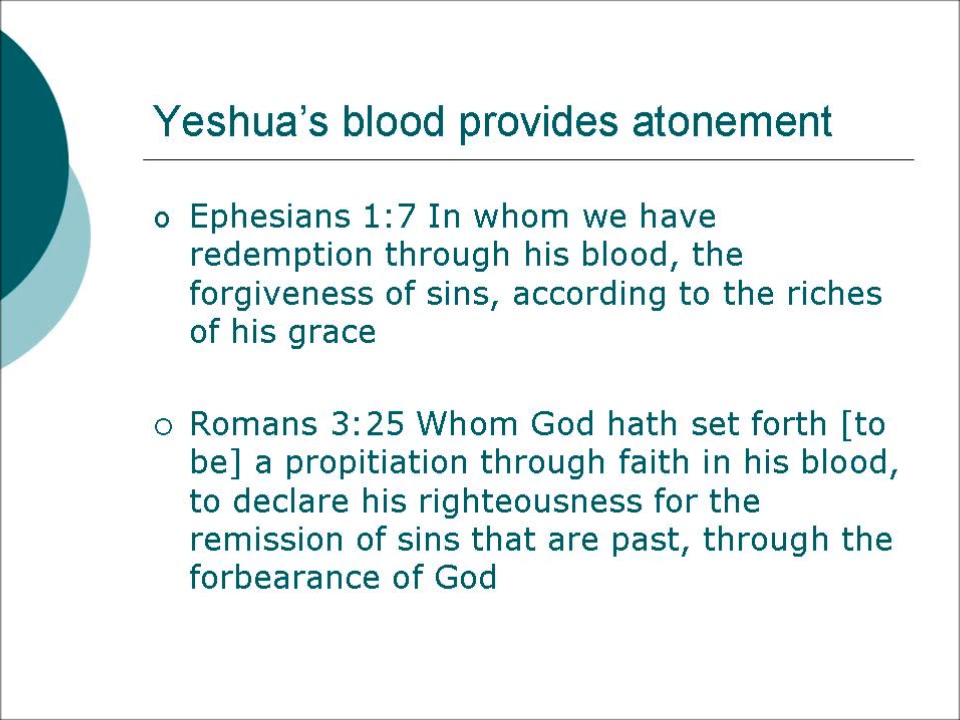 Yeshua’s blood provides atonement
o Ephesians 1:7 In whom we have
redemption through his blood, the
forgiveness of sins, according to the riches
of his grace
○ Romans 3:25 Whom God hath set forth [to
be] a propitiation through faith in his blood,
to declare his righteousness for the
remission of sins that are past, through the
forbearance of God